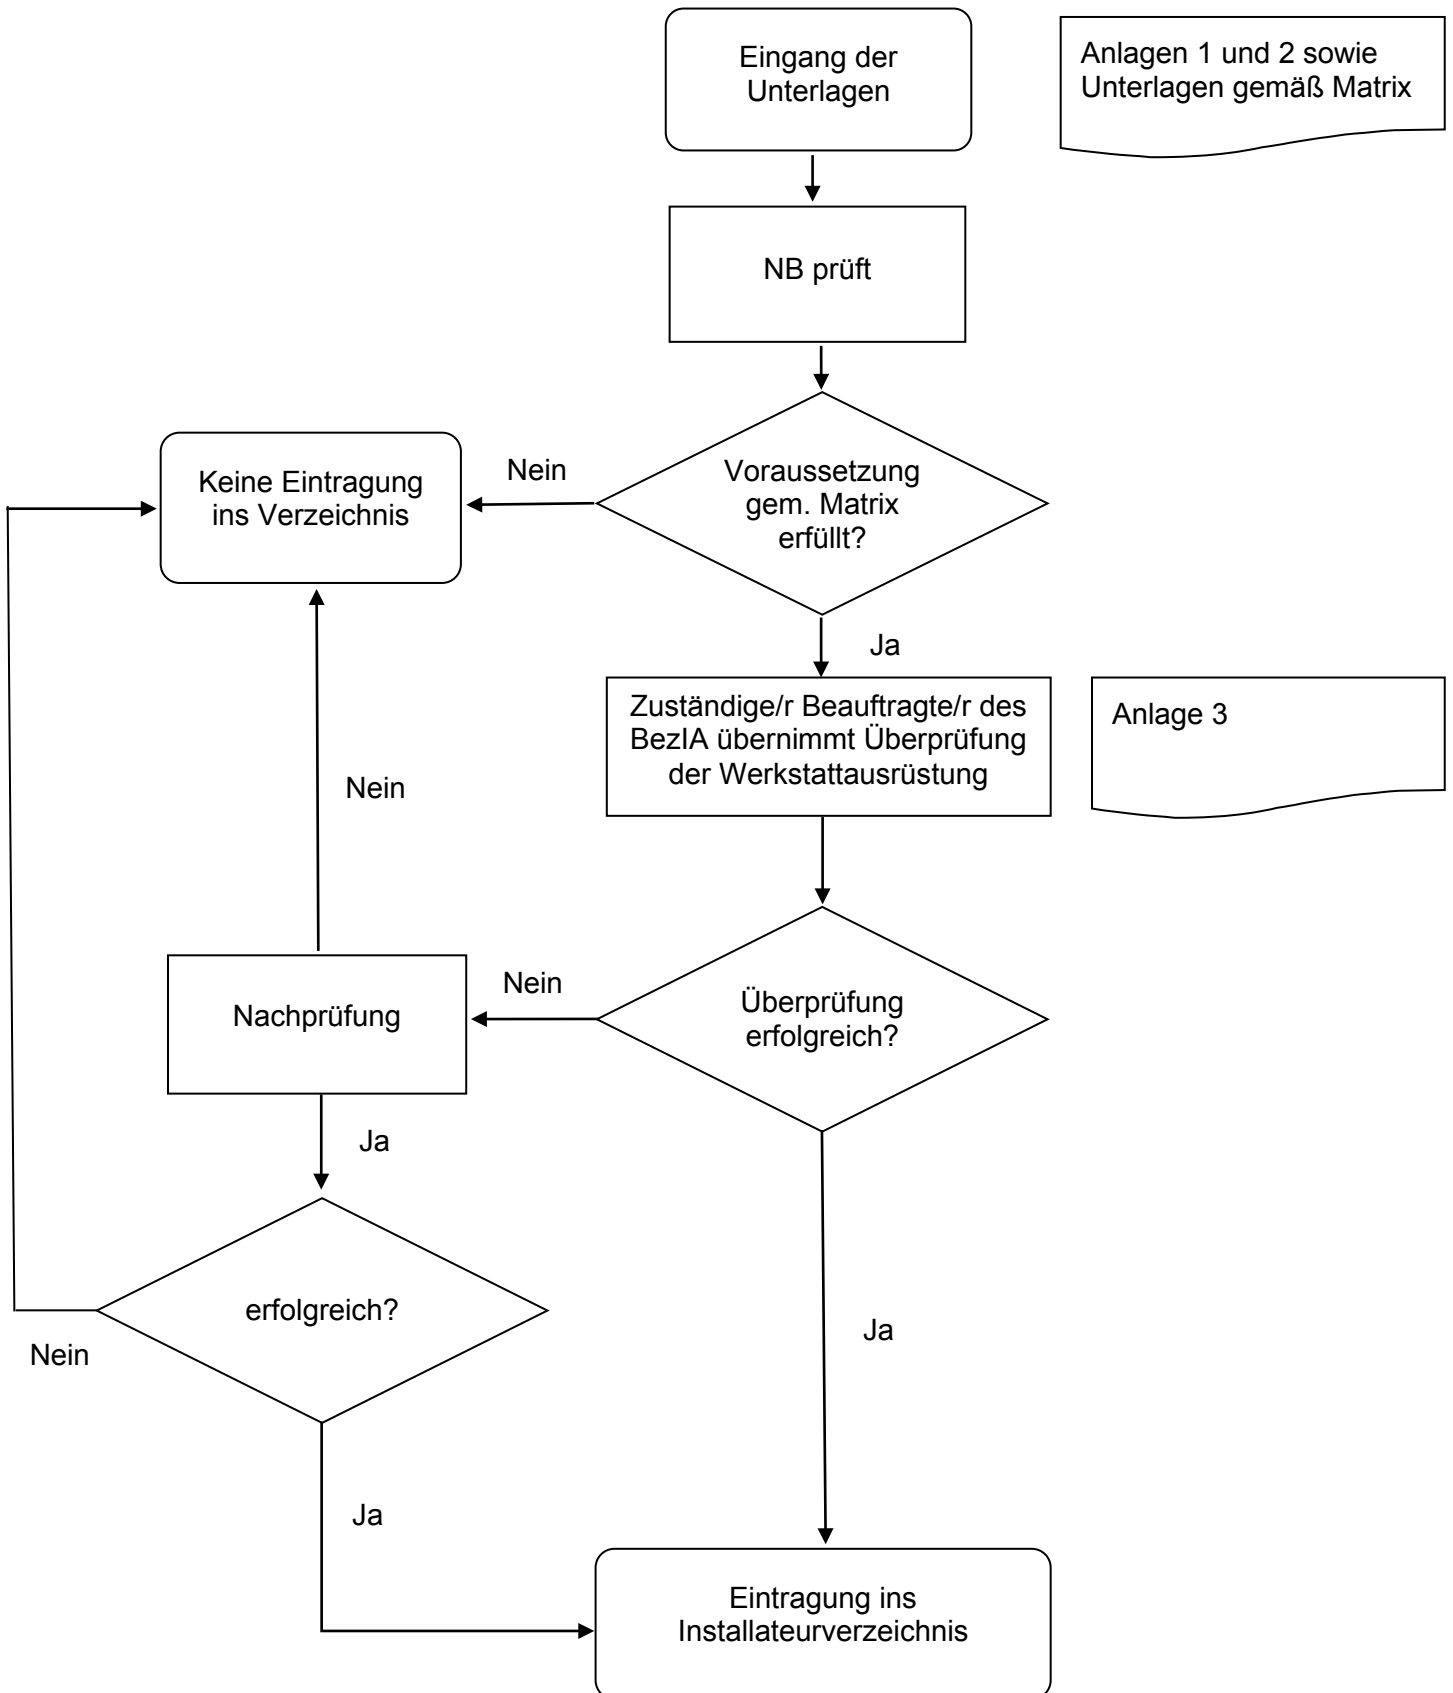 Eingang der
Unterlagen
Anlagen 1 und 2 sowie
Unterlagen gemäß Matrix
NB prüft
Keine Eintragung
ins Verzeichnis
Nein
Voraussetzung
gem. Matrix
erfüllt?
Ja
Zuständige/r Beauftragte/r des
BezIA übernimmt Überprüfung
der Werkstattausrüstung
Anlage 3
Nein
Nachprüfung
Nein
Überprüfung
erfolgreich?
Ja
erfolgreich?
Nein
Ja
Ja
Eintragung ins
Installateurverzeichnis